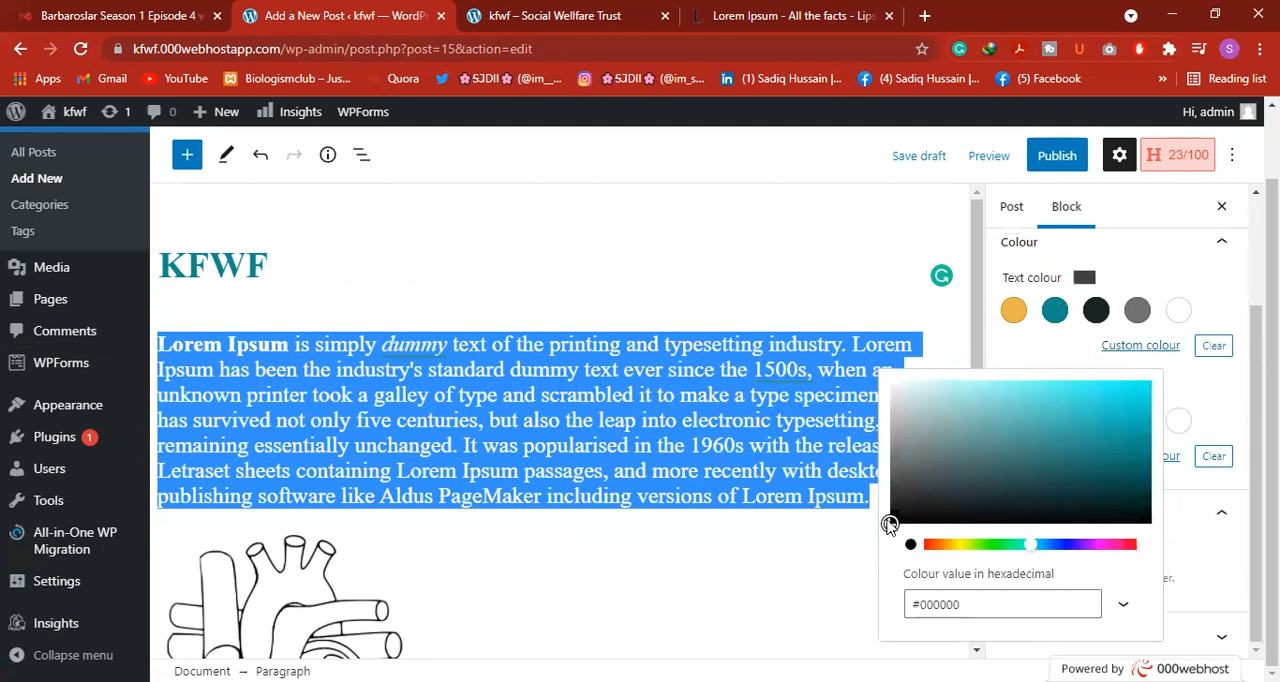 Barbaroslar Season 1 Episode 4 ×
Add a New Post ‹ kfwf — WordPr ×
kfwf – Social Wellfare Trust ×
Lorem Ipsum - All the facts - Lips ×
kfwf.000webhostapp.com/wp-admin/post.php?post=15&action=edit
Apps
Gmail
YouTube
Biologismclub – Jus...
Quora
🌸SJDII🌸 (@im__...
🌸SJDII🌸 (@im_s...
(1) Sadiq Hussain |...
(4) Sadiq Hussain |...
(5) Facebook
»
Reading list
kfwf
1
0
+ New
Insights
WPForms
Hi, admin
All Posts
Add New
Categories
Tags
Media
Pages
Comments
WPForms
Appearance
Plugins 1
Users
Tools
All-in-One WP
Migration
Settings
Insights
Collapse menu
Save draft
Preview
Publish
H 23/100
KFWF
Lorem Ipsum is simply dummy text of the printing and typesetting industry. Lorem
Ipsum has been the industry's standard dummy text ever since the 1500s, when an
unknown printer took a galley of type and scrambled it to make a type specimen
has survived not only five centuries, but also the leap into electronic typesetting,
remaining essentially unchanged. It was popularised in the 1960s with the releas
Letraset sheets containing Lorem Ipsum passages, and more recently with deskto
publishing software like Aldus PageMaker including versions of Lorem Ipsum.
Document → Paragraph
Post
Block
Colour
Text colour
Custom colour
Clear
our
Clear
Colour value in hexadecimal
#000000
er.
Powered by 000webhost